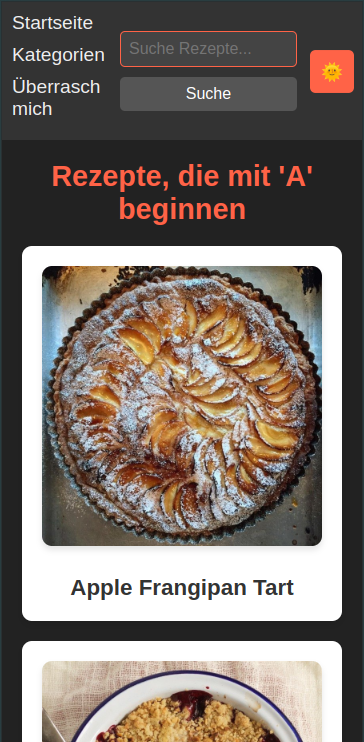 Startseite
Kategorien
Überrasch
mich
Suche Rezepte...
Suche
Rezepte, die mit 'A'
beginnen
Apple Frangipan Tart